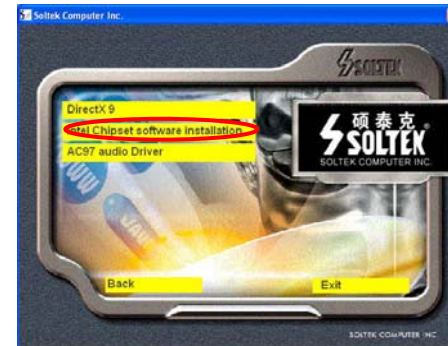 Soltek Computer Inc.
SOLTEK
DirectX 9
Intel Chipset software installation
AC97 audio Driver
硕泰克
SOLTEK
SOLTEK COMPUTER INC.
Back
Exit
SOLTEK COMPUTER INC